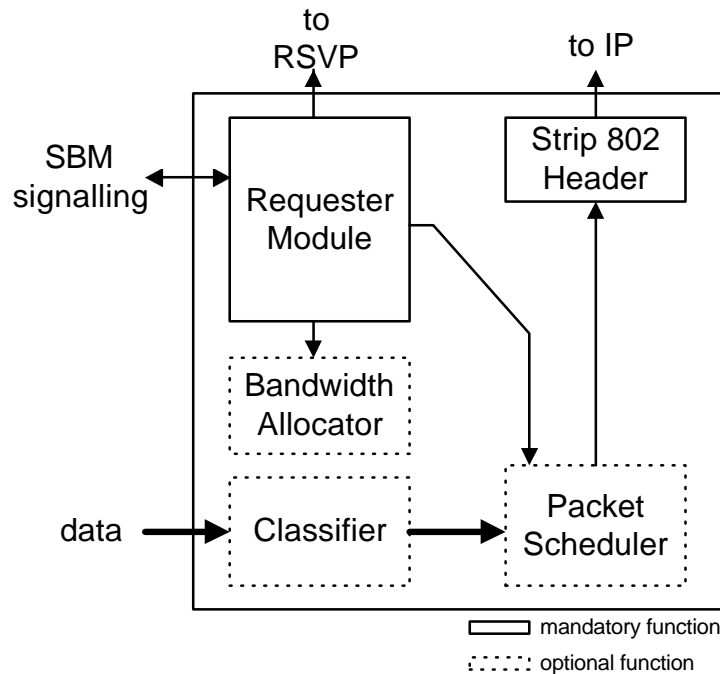 to
RSVP
to IP
SBM
signalling
Requester
Module
Strip 802
Header
Bandwidth
Allocator
data
Classifier
Packet
Scheduler
mandatory function
optional function